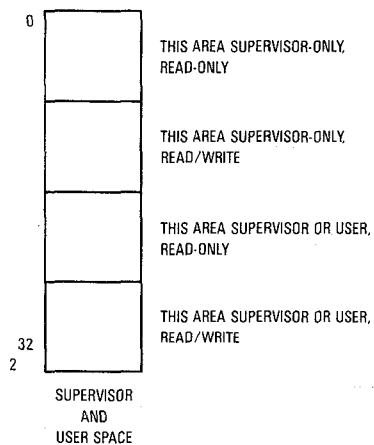 0
THIS AREA SUPERVISOR-ONLY,
READ-ONLY
THIS AREA SUPERVISOR-ONLY,
READ/WRITE
THIS AREA SUPERVISOR OR USER,
READ-ONLY
THIS AREA SUPERVISOR OR USER,
READ/WRITE
32
2
SUPERVISOR
AND
USER SPACE